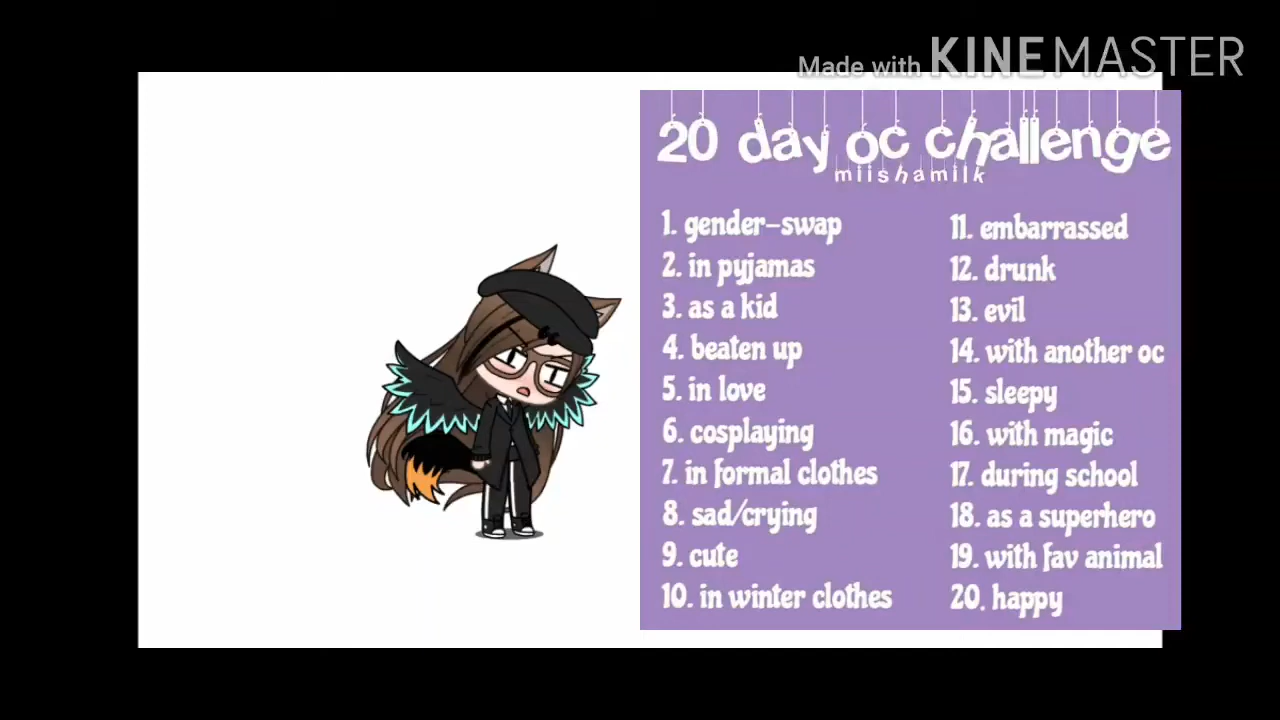 Made with KINEMASTER
20 day oc challenge
miishamilk
1. gender-swap
2. in pyjamas
3. as a kid
4. beaten up
5. in love
6. cosplaying
7. in formal clothes
8. sad/crying
9. cute
10. in winter clothes
11. embarrassed
12. drunk
13. evil
14. with another oc
15. sleepy
16. with magic
17. during school
18. as a superhero
19. with fav animal
20. happy